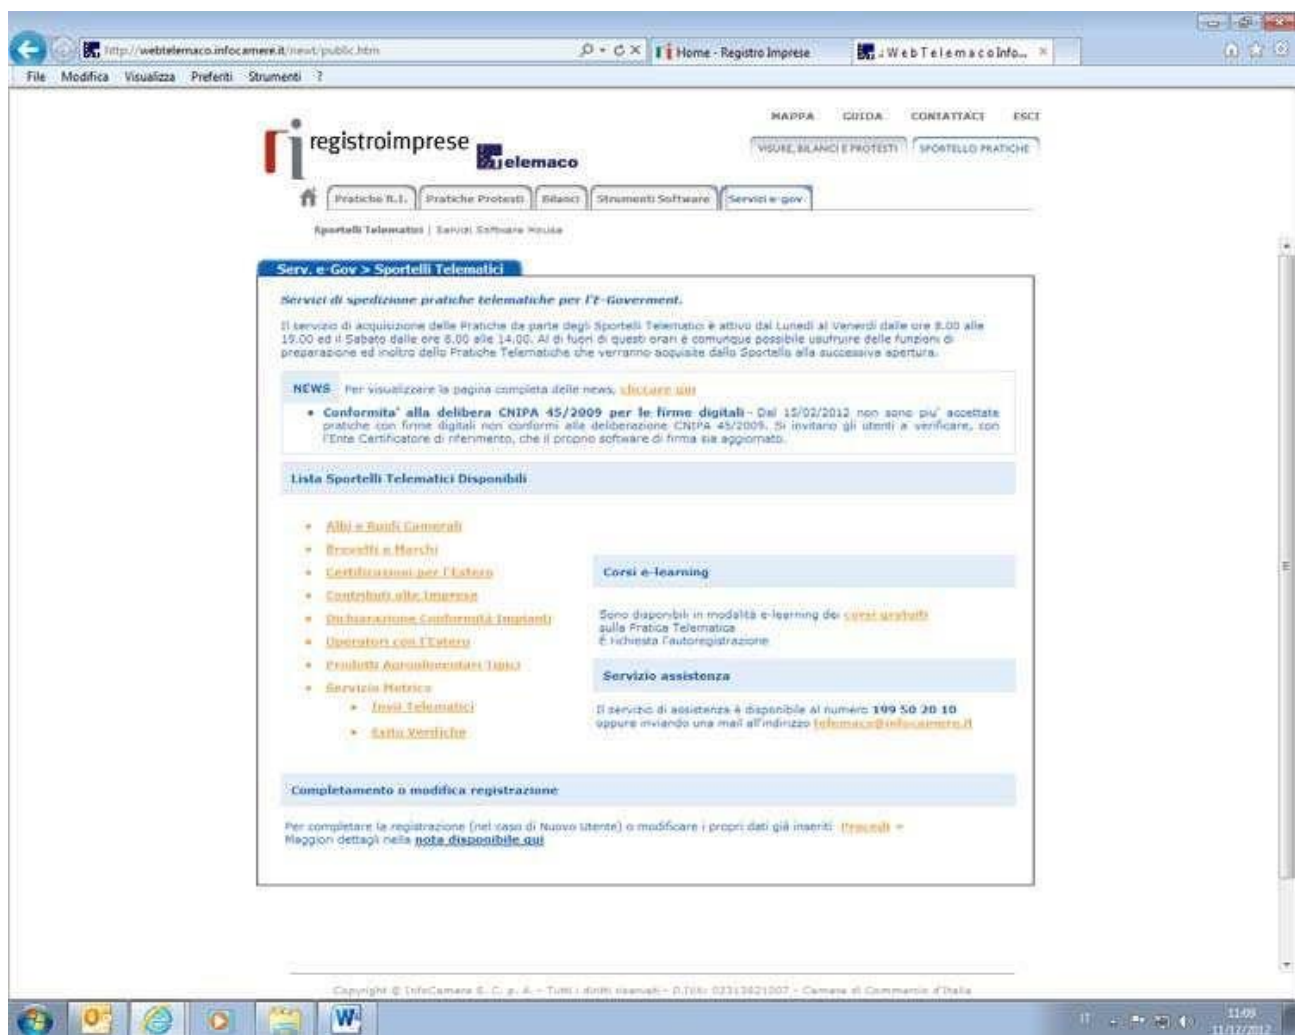 http://webtelemaco.infocamere.it/newt/public.htm
Home - Registro Imprese
.:WebTelemacoInfo...
File Modifica Visualizza Preferiti Strumenti ?
MAPPA GUIDA CONTATTACI ESCI
registroimprese
Telemaco
VISURE, BILANCI E PROTESTI SPORTELLO PRATICHE
Pratiche R.I. Pratiche Protesti Bilanci Strumenti Software Servizi e-gov
Sportelli Telematici | Servizi Software House
Serv. e-Gov > Sportelli Telematici
Servizi di spedizione pratiche telematiche per l'E-Goverment.
Il servizio di acquisizione delle Pratiche da parte degli Sportelli Telematici è attivo dal Lunedì al Venerdì dalle ore 8.00 alle
19.00 ed il Sabato dalle ore 8.00 alle 14.00. Al di fuori di questi orari è comunque possibile usufruire delle funzioni di
preparazione ed inoltro delle Pratiche Telematiche che verranno acquisite dallo Sportello alla successiva apertura.
NEWS Per visualizzare la pagina completa delle news, cliccare qui
• Conformita' alla delibera CNIPA 45/2009 per le firme digitali - Dal 15/02/2012 non sono piu' accettate
pratiche con firme digitali non conformi alla deliberazione CNIPA 45/2009. Si invitano gli utenti a verificare, con
l'Ente Certificatore di riferimento, che il proprio software di firma sia aggiornato.
Lista Sportelli Telematici Disponibili
• Albi e Ruoli Camerali
• Brevetti e Marchi
• Certificazioni per l'Estero
• Contributi alle Imprese
• Dichiarazione Conformità Impianti
• Operatori con l'Estero
• Prodotti Agroalimentari Tipici
• Servizio Metrico
• Invii Telematici
• Esito Verifiche
Corsi e-learning
Sono disponibili in modalità e-learning dei corsi gratuiti
sulla Pratica Telematica
È richiesta l'autoregistrazione
Servizio assistenza
Il servizio di assistenza è disponibile al numero 199 50 20 10
oppure inviando una mail all'indirizzo telemaco@infocamere.it
Completamento o modifica registrazione
Per completare la registrazione (nel caso di Nuovo Utente) o modificare i propri dati già inseriti Procedi
Maggiori dettagli nella nota disponibile qui
Copyright © InfoCamere S. C. p. A. - Tutti i diritti riservati - P.IVA: 02313821007 - Camere di Commercio d'Italia
IT
11:09
11/12/2012